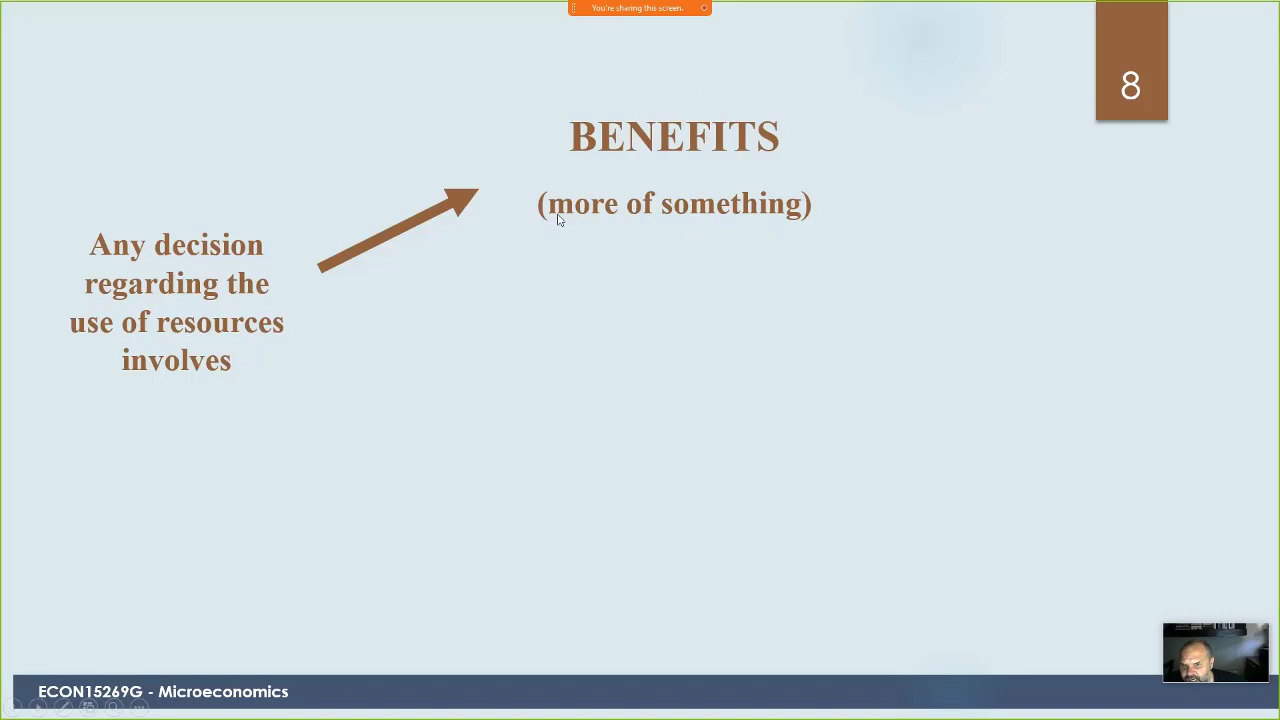 You're sharing this screen.
8
BENEFITS
(more of something)
Any decision
regarding the
use of resources
involves
ECON15269G - Microeconomics